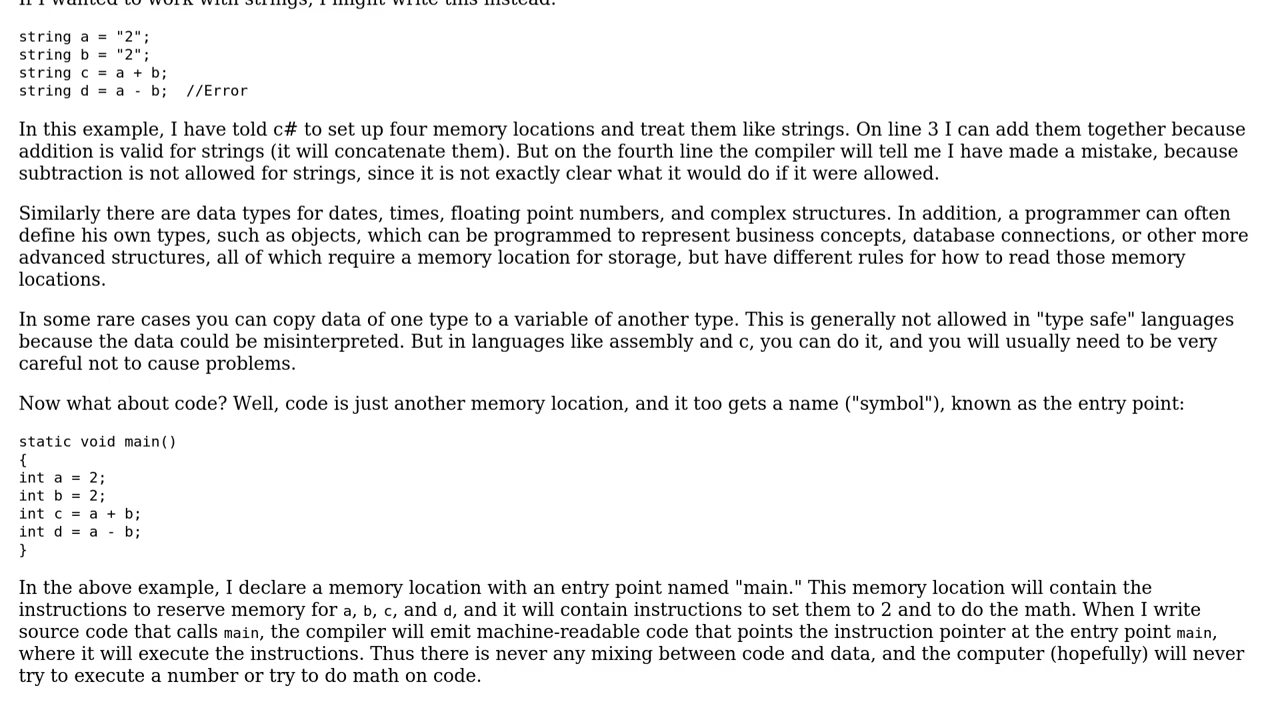 If I wanted to work with strings, I might write this instead:
string a = "2";
string b = "2";
string c = a + b;
string d = a - b;  //Error
In this example, I have told c# to set up four memory locations and treat them like strings. On line 3 I can add them together because
addition is valid for strings (it will concatenate them). But on the fourth line the compiler will tell me I have made a mistake, because
subtraction is not allowed for strings, since it is not exactly clear what it would do if it were allowed.
Similarly there are data types for dates, times, floating point numbers, and complex structures. In addition, a programmer can often
define his own types, such as objects, which can be programmed to represent business concepts, database connections, or other more
advanced structures, all of which require a memory location for storage, but have different rules for how to read those memory
locations.
In some rare cases you can copy data of one type to a variable of another type. This is generally not allowed in "type safe" languages
because the data could be misinterpreted. But in languages like assembly and c, you can do it, and you will usually need to be very
careful not to cause problems.
Now what about code? Well, code is just another memory location, and it too gets a name ("symbol"), known as the entry point:
static void main()
{
int a = 2;
int b = 2;
int c = a + b;
int d = a - b;
}
In the above example, I declare a memory location with an entry point named "main." This memory location will contain the
instructions to reserve memory for a, b, c, and d, and it will contain instructions to set them to 2 and to do the math. When I write
source code that calls main, the compiler will emit machine-readable code that points the instruction pointer at the entry point main,
where it will execute the instructions. Thus there is never any mixing between code and data, and the computer (hopefully) will never
try to execute a number or try to do math on code.